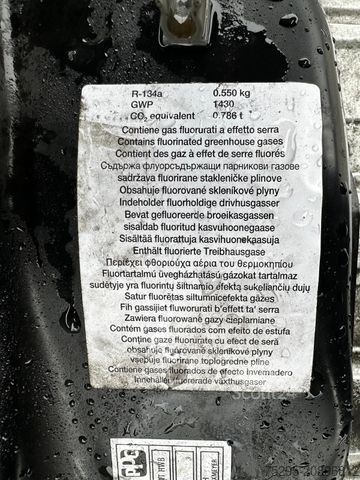 R-134a 0.550 kg
GWP 1430
CO2 equivalent 0.786 t
Contiene gas fluorurati a effetto serra
Contains fluorinated greenhouse gases
Contient des gaz à effet de serre fluorés
Съдържа флуорсъдържащи парникови газове
sadržava fluorirane stakleničke plinove
Obsahuje fluorované skleníkové plyny
Indeholder fluorholdige drivhusgasser
Bevat gefluoreerde broeikasgassen
sisaldab fluoritud kasvuhoonegaase
Sisältää fluorattuja kasvihuonekaasuja
Enthält fluorierte Treibhausgase
Περιέχει φθοριούχα αέρια του θερμοκηπίου
Fluortartalmú üvegházhatású gázokat tartalmaz
sudėtyje yra fluorintų šiltnamio efektą sukeliančių dujų
Satur fluorētas siltumnicefekta gāzes
Fih gassijiet fluworurati b'effett ta' serra
Zawiera fluorowane gazy cieplarniane
Contém gases fluorados com efeito de estufa
Conţine gaze fluorurate cu efect de seră
obsahuje fluórované skleníkové plyny
vsebuje fluorirane toplogredne pline
Contiene gases fluorados de efecto invernadero
Innehåller fluorerade växthusgaser